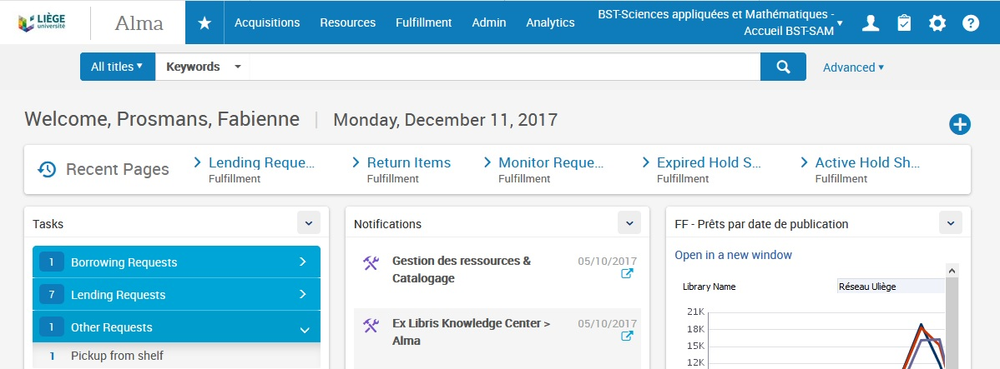 LIÈGE
université
Alma
★ Acquisitions Resources Fulfillment Admin Analytics
BST-Sciences appliquées et Mathématiques -
Accueil BST-SAM
?
All titles Keywords Advanced
Welcome, Prosmans, Fabienne | Monday, December 11, 2017
Recent Pages
Lending Reque...
Fulfillment
Return Items
Fulfillment
Monitor Reque...
Fulfillment
Expired Hold S...
Fulfillment
Active Hold Sh...
Fulfillment
Tasks
1 Borrowing Requests
7 Lending Requests
1 Other Requests
1 Pickup from shelf
Notifications
Gestion des ressources & 05/10/2017
Catalogage
Ex Libris Knowledge Center > 05/10/2017
Alma
FF - Prêts par date de publication
Open in a new window
Library Name Réseau Uliège
21K
18K
15K
12K